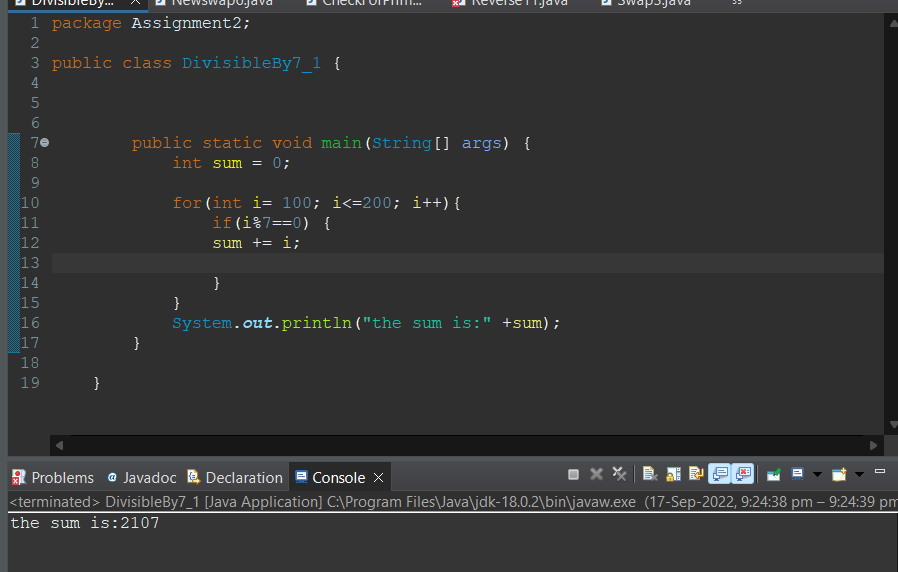 DivisibleBy... Newswap6.java CheckForPrim... Reverse11.java Swap3.java
1 package Assignment2;
2
3 public class DivisibleBy7_1 {
4
5
6
7 public static void main(String[] args) {
8 int sum = 0;
9
10 for(int i= 100; i<=200; i++){
11 if(i%7==0) {
12 sum += i;
13
14 }
15 }
16 System.out.println("the sum is:" +sum);
17 }
18
19 }
Problems @ Javadoc Declaration Console
<terminated> DivisibleBy7_1 [Java Application] C:\Program Files\Java\jdk-18.0.2\bin\javaw.exe (17-Sep-2022, 9:24:38 pm – 9:24:39 pm
the sum is:2107